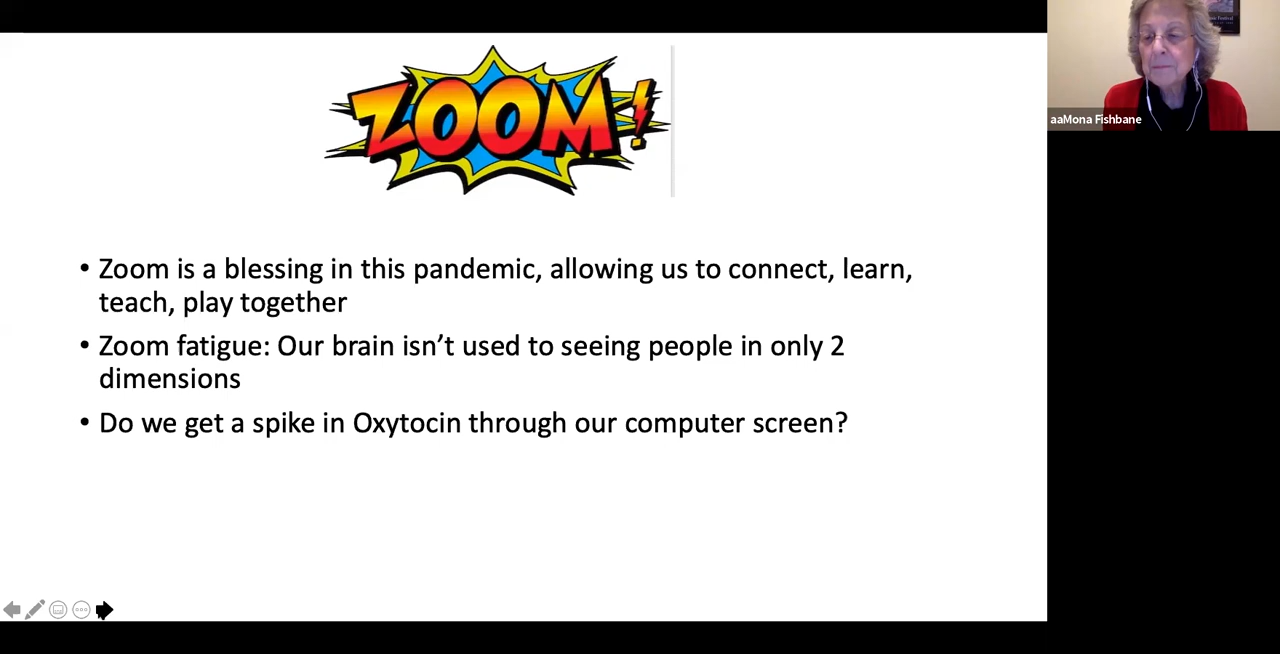 ZOOM!
aaMona Fishbane
• Zoom is a blessing in this pandemic, allowing us to connect, learn,
teach, play together
• Zoom fatigue: Our brain isn’t used to seeing people in only 2
dimensions
• Do we get a spike in Oxytocin through our computer screen?